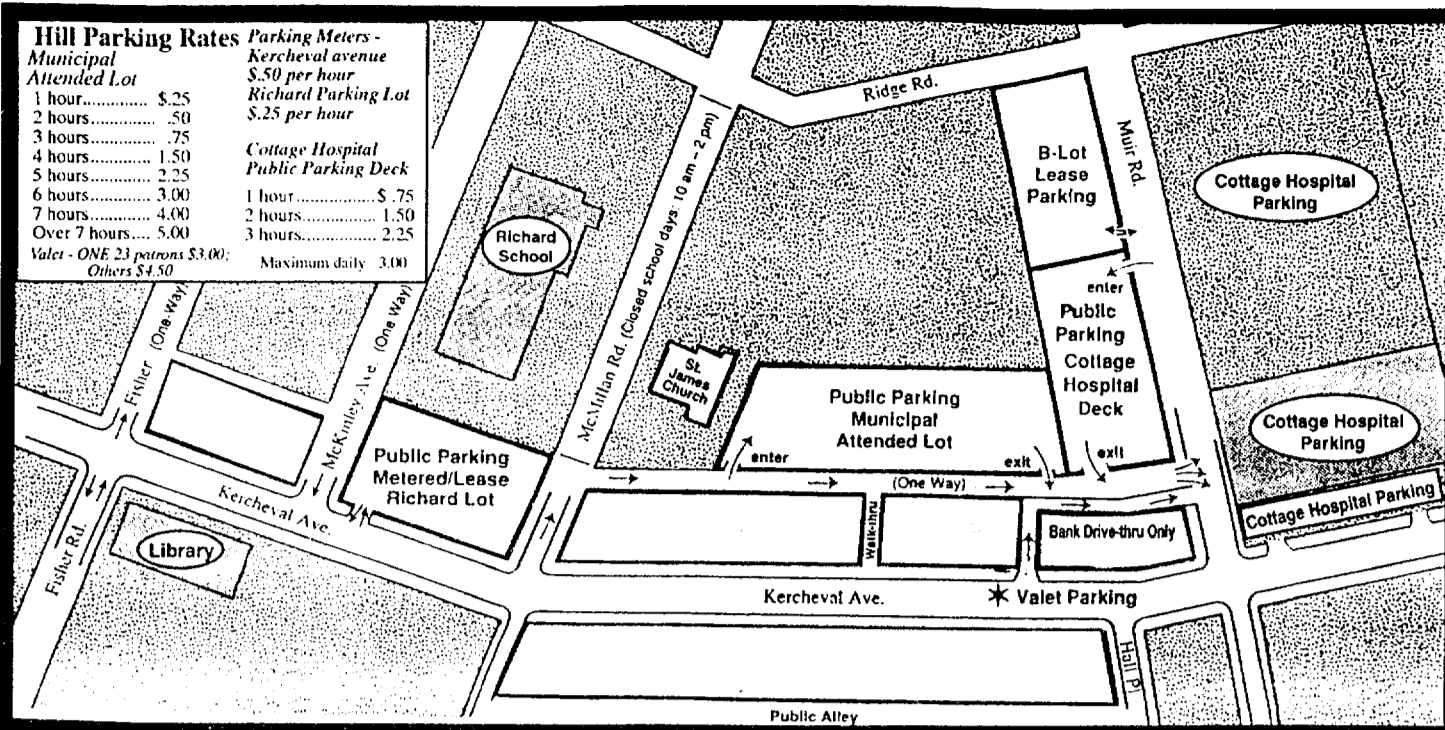 Hill Parking Rates
Municipal
Attended Lot
1 hour............. $.25
2 hours............. .50
3 hours............. .75
4 hours........... 1.50
5 hours........... 2.25
6 hours........... 3.00
7 hours........... 4.00
Over 7 hours.... 5.00
Valet - ONE 23 patrons $3.00;
Others $4.50
Parking Meters -
Kercheval avenue
$.50 per hour
Richard Parking Lot
$.25 per hour
Cottage Hospital
Public Parking Deck
1 hour................$ .75
2 hours............. 1.50
3 hours............. 2.25
Maximum daily 3.00
Ridge Rd.
Muir Rd.
B-Lot
Lease
Parking
Cottage Hospital
Parking
Richard
School
McMillan Rd. (Closed school days: 10 am – 2 pm)
Fisher (One Way)
McKinley Ave. (One Way)
enter
Public
Parking
Cottage
Hospital
Deck
St.
James
Church
Public Parking
Municipal
Attended Lot
Cottage Hospital
Parking
Public Parking
Metered/Lease
Richard Lot
enter
exit
exit
(One Way)
Kercheval Ave.
Cottage Hospital Parking
Fisher Rd.
Library
Walk-thru
Bank Drive-thru Only
Kercheval Ave.
Valet Parking
Hall Pl
Public Alley